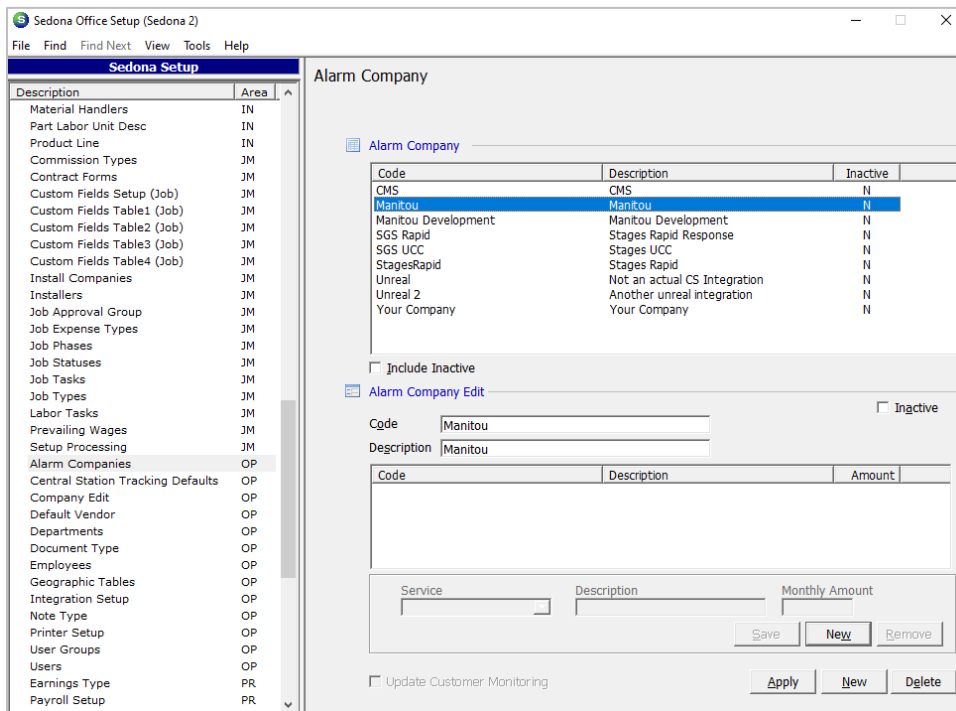 Sedona Office Setup (Sedona 2)
File Find Find Next View Tools Help
Sedona Setup
Description Area
Material Handlers IN
Part Labor Unit Desc IN
Product Line IN
Commission Types JM
Contract Forms JM
Custom Fields Setup (Job) JM
Custom Fields Table1 (Job) JM
Custom Fields Table2 (Job) JM
Custom Fields Table3 (Job) JM
Custom Fields Table4 (Job) JM
Install Companies JM
Installers JM
Job Approval Group JM
Job Expense Types JM
Job Phases JM
Job Statuses JM
Job Tasks JM
Job Types JM
Labor Tasks JM
Prevailing Wages JM
Setup Processing JM
Alarm Companies OP
Central Station Tracking Defaults OP
Company Edit OP
Default Vendor OP
Departments OP
Document Type OP
Employees OP
Geographic Tables OP
Integration Setup OP
Note Type OP
Printer Setup OP
User Groups OP
Users OP
Earnings Type PR
Payroll Setup PR
Alarm Company
Alarm Company
Code Description Inactive
CMS CMS N
Manitou Manitou N
Manitou Development Manitou Development N
SGS Rapid Stages Rapid Response N
SGS UCC Stages UCC N
StagesRapid Stages Rapid N
Unreal Not an actual CS Integration N
Unreal 2 Another unreal integration N
Your Company Your Company N
Include Inactive
Alarm Company Edit
Inactive
Code Manitou
Description Manitou
Code Description Amount
Service Description Monthly Amount
Save New Remove
Update Customer Monitoring Apply New Delete